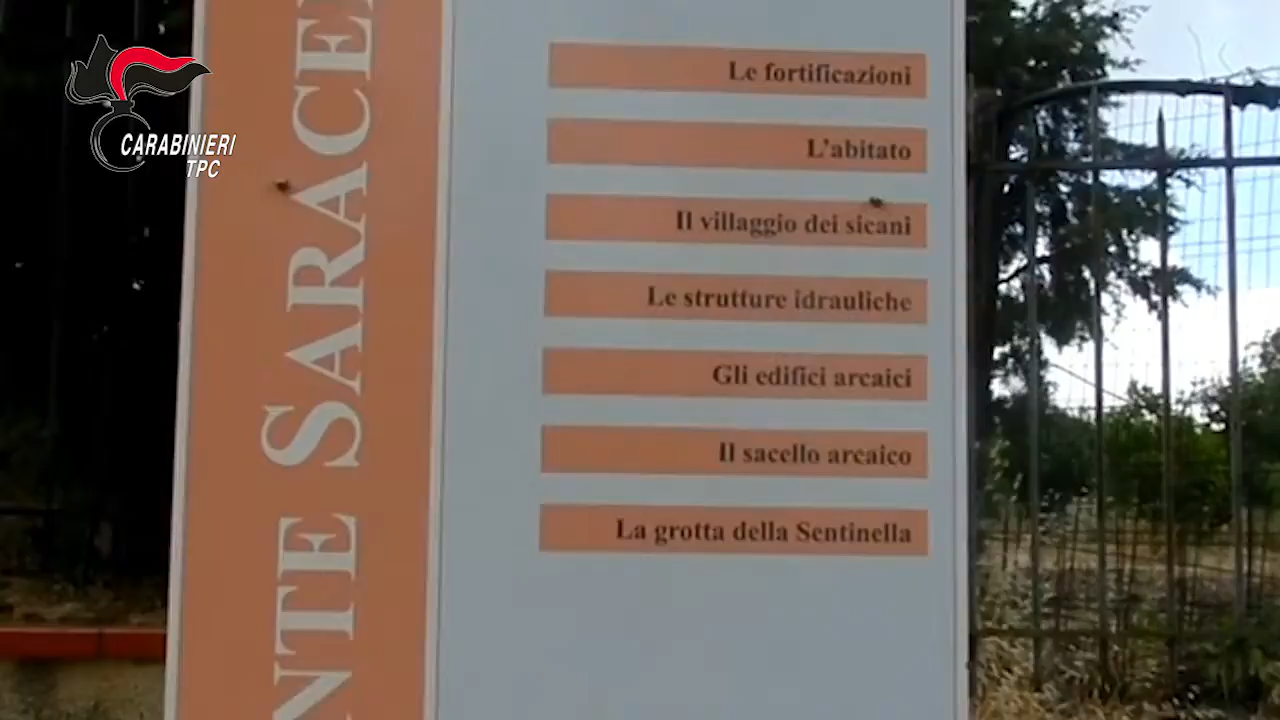 CARABINIERI
TPC
NTE SARACE
Le fortificazioni
L'abitato
Il villaggio dei sicani
Le strutture idrauliche
Gli edifici arcaici
Il sacello arcaico
La grotta della Sentinella